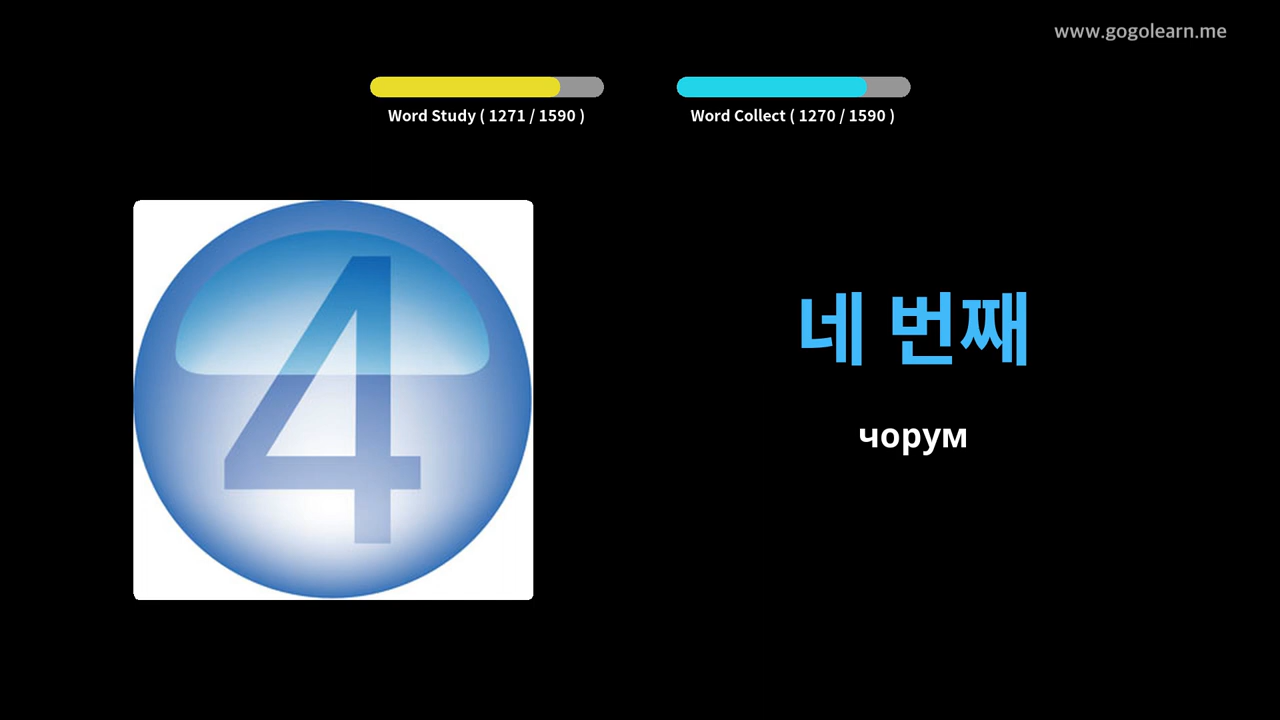 www.gogolearn.me
Word Study ( 1271 / 1590 )
Word Collect ( 1270 / 1590 )
4
네 번째
чорум